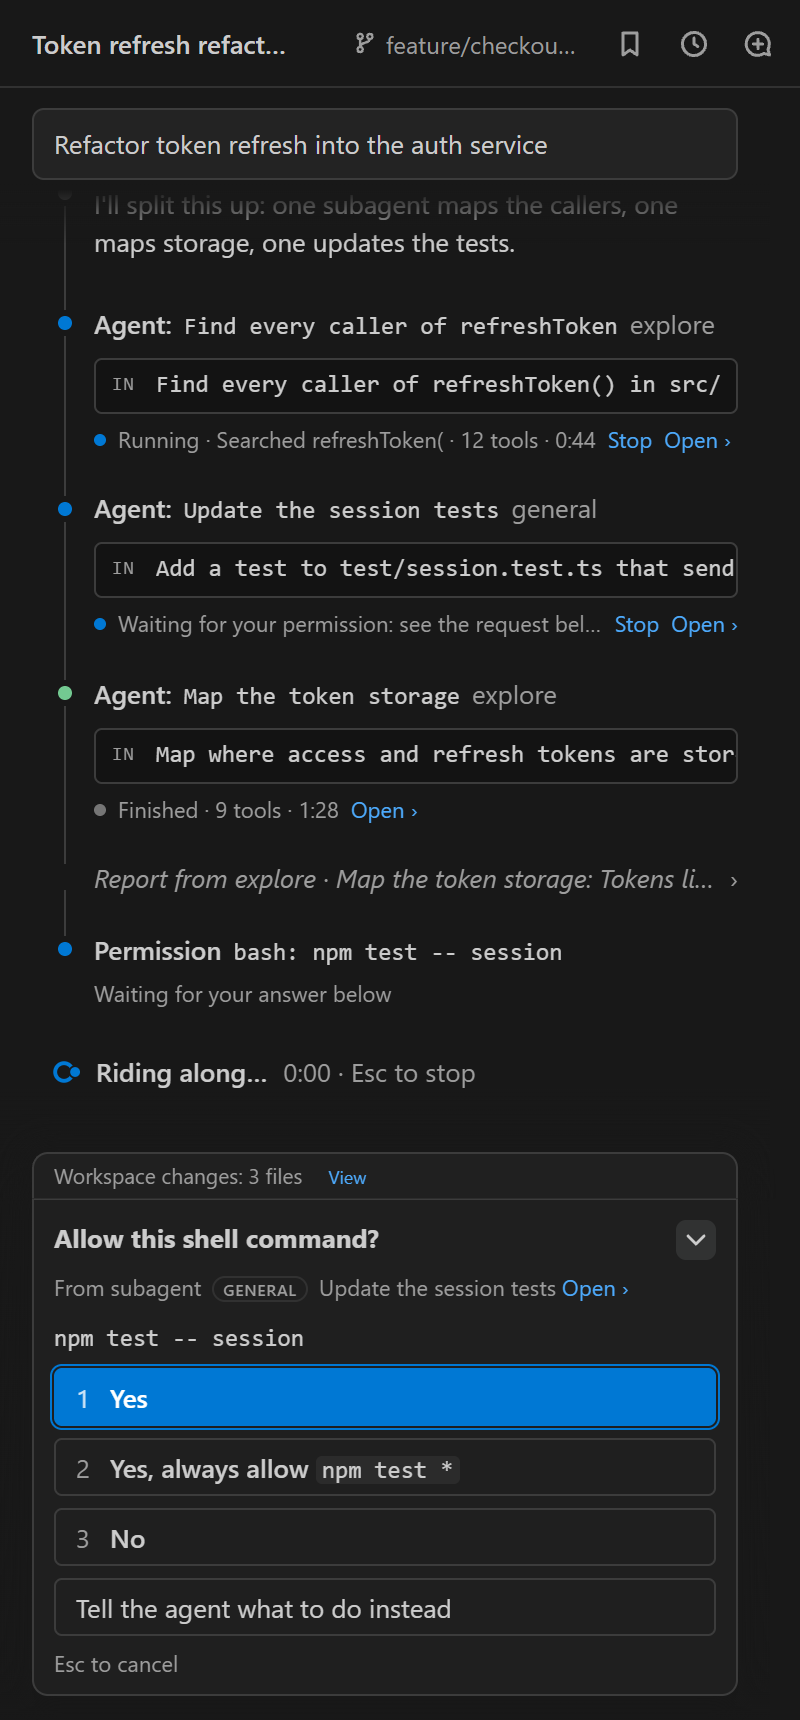 Token refresh refact...
feature/checkou...
Refactor token refresh into the auth service
I'll split this up: one subagent maps the callers, one
maps storage, one updates the tests.
Agent: Find every caller of refreshToken explore
IN Find every caller of refreshToken() in src/
Running · Searched refreshToken( · 12 tools · 0:44 Stop Open ›
Agent: Update the session tests general
IN Add a test to test/session.test.ts that send
Waiting for your permission: see the request bel... Stop Open ›
Agent: Map the token storage explore
IN Map where access and refresh tokens are stor
Finished · 9 tools · 1:28 Open ›
Report from explore · Map the token storage: Tokens li... ›
Permission bash: npm test -- session
Waiting for your answer below
Riding along... 0:00 · Esc to stop
Workspace changes: 3 files View
Allow this shell command?
From subagent GENERAL Update the session tests Open ›
npm test -- session
1 Yes
2 Yes, always allow npm test *
3 No
Tell the agent what to do instead
Esc to cancel